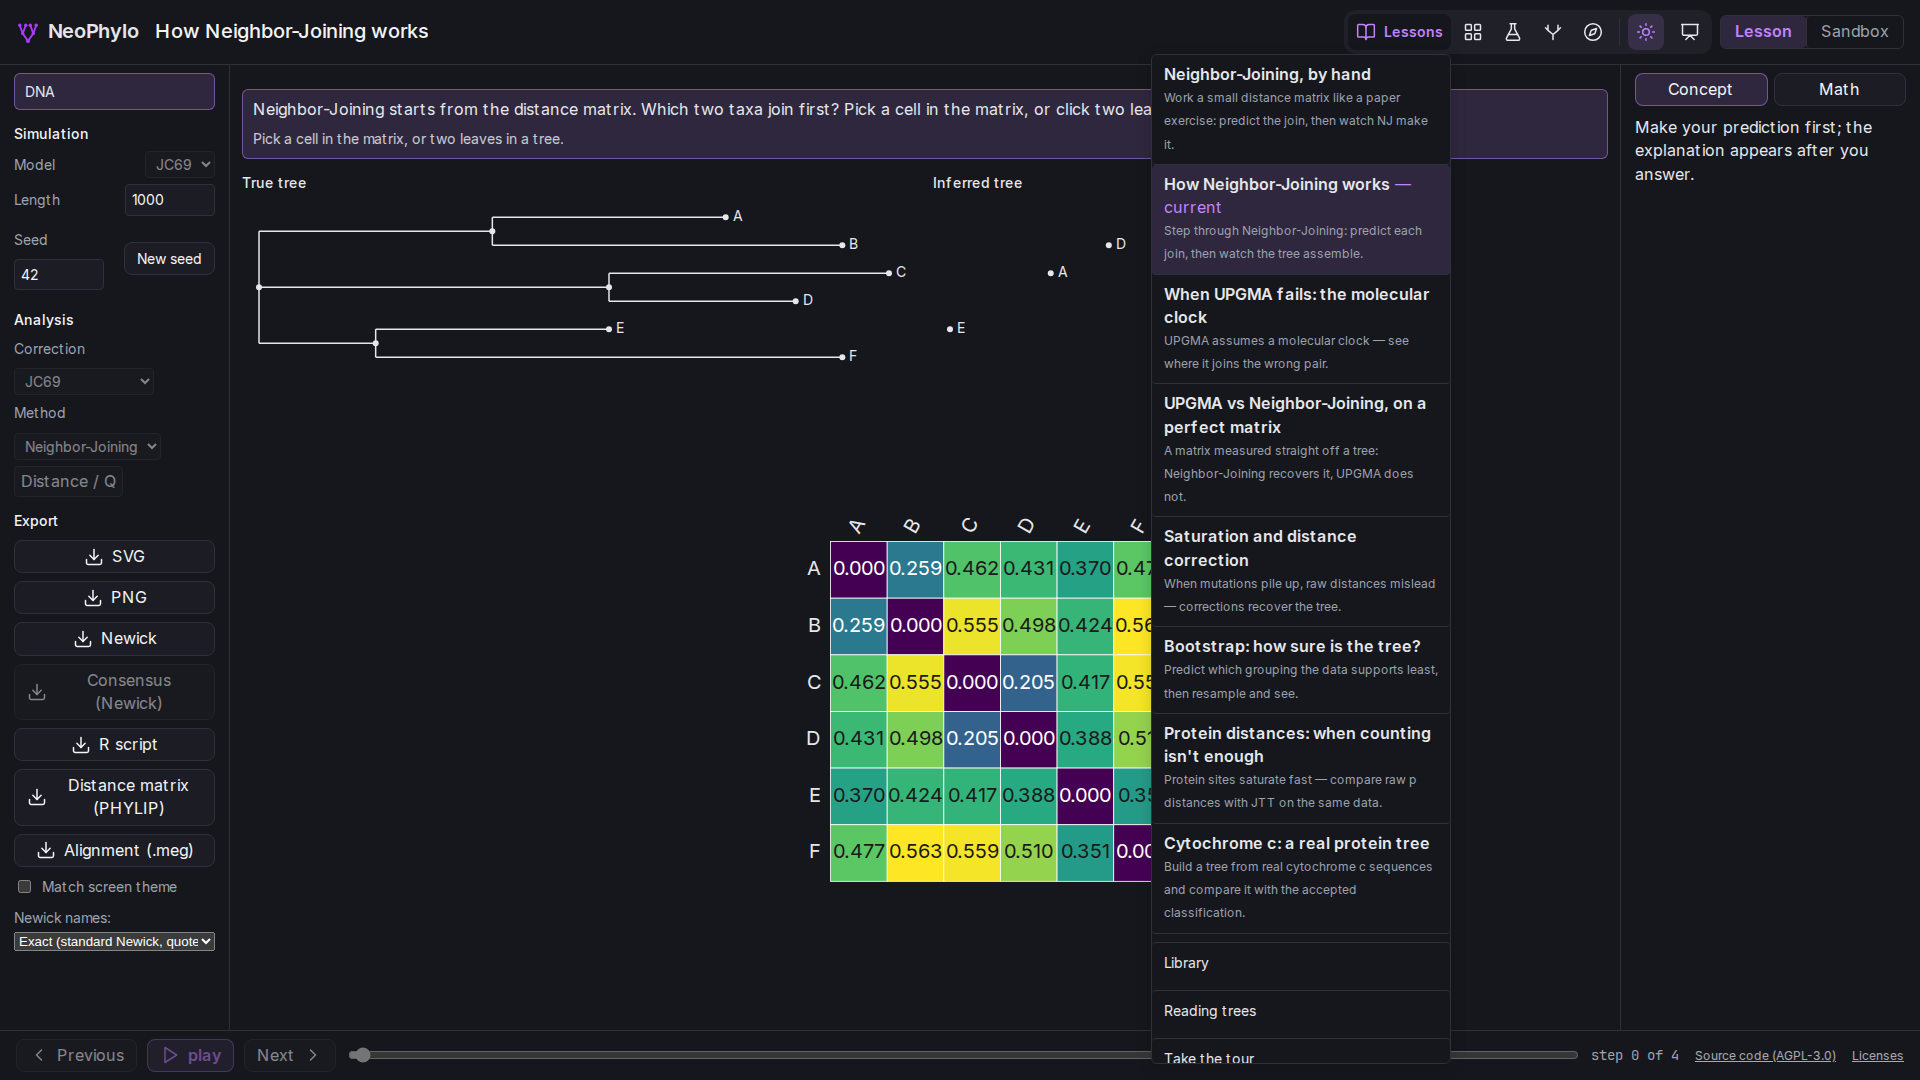 NeoPhylo How Neighbor-Joining works
Lessons
Lesson Sandbox
DNA
Simulation
Model JC69
Length 1000
Seed
42 New seed
Analysis
Correction
JC69
Method
Neighbor-Joining
Distance / Q
Export
SVG
PNG
Newick
Consensus
(Newick)
R script
Distance matrix
(PHYLIP)
Alignment (.meg)
Match screen theme
Newick names:
Exact (standard Newick, quote
Neighbor-Joining starts from the distance matrix. Which two taxa join first? Pick a cell in the matrix, or click two lea
Pick a cell in the matrix, or two leaves in a tree.
True tree
A
B
C
D
E
F
Inferred tree
D
A
E
A B C D E F
A 0.000 0.259 0.462 0.431 0.370 0.47
B 0.259 0.000 0.555 0.498 0.424 0.56
C 0.462 0.555 0.000 0.205 0.417 0.55
D 0.431 0.498 0.205 0.000 0.388 0.51
E 0.370 0.424 0.417 0.388 0.000 0.35
F 0.477 0.563 0.559 0.510 0.351 0.00
Neighbor-Joining, by hand
Work a small distance matrix like a paper
exercise: predict the join, then watch NJ make
it.
How Neighbor-Joining works —
current
Step through Neighbor-Joining: predict each
join, then watch the tree assemble.
When UPGMA fails: the molecular
clock
UPGMA assumes a molecular clock — see
where it joins the wrong pair.
UPGMA vs Neighbor-Joining, on a
perfect matrix
A matrix measured straight off a tree:
Neighbor-Joining recovers it, UPGMA does
not.
Saturation and distance
correction
When mutations pile up, raw distances mislead
— corrections recover the tree.
Bootstrap: how sure is the tree?
Predict which grouping the data supports least,
then resample and see.
Protein distances: when counting
isn't enough
Protein sites saturate fast — compare raw p
distances with JTT on the same data.
Cytochrome c: a real protein tree
Build a tree from real cytochrome c sequences
and compare it with the accepted
classification.
Library
Reading trees
Take the tour
Concept Math
Make your prediction first; the
explanation appears after you
answer.
Previous play Next
step 0 of 4 Source code (AGPL-3.0) Licenses